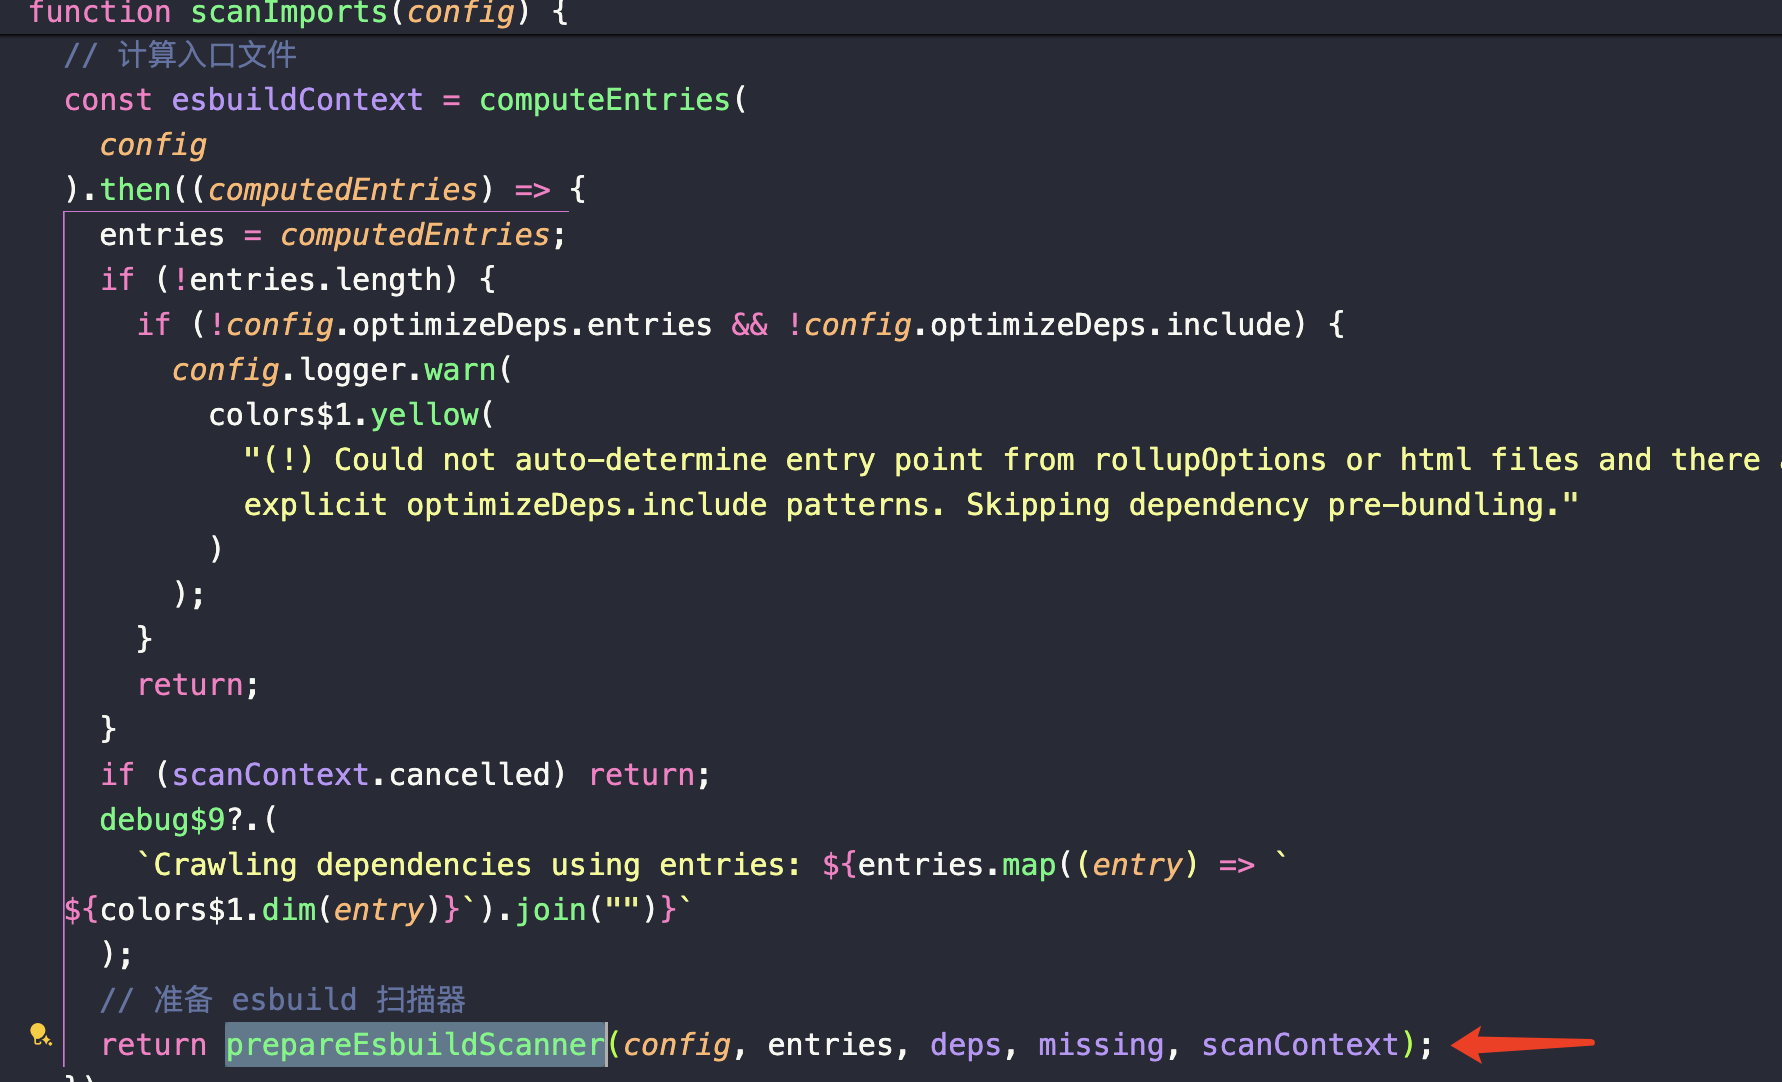 function scanImports(config) {
// 计算入口文件
const esbuildContext = computeEntries(
config
).then((computedEntries) => {
entries = computedEntries;
if (!entries.length) {
if (!config.optimizeDeps.entries && !config.optimizeDeps.include) {
config.logger.warn(
colors$1.yellow(
"(!) Could not auto-determine entry point from rollupOptions or html files and there
explicit optimizeDeps.include patterns. Skipping dependency pre-bundling."
)
);
}
return;
}
if (scanContext.cancelled) return;
debug$9?.(
`Crawling dependencies using entries: ${entries.map((entry) => `
${colors$1.dim(entry)}`).join("")}`
);
// 准备 esbuild 扫描器
return prepareEsbuildScanner(config, entries, deps, missing, scanContext);
})